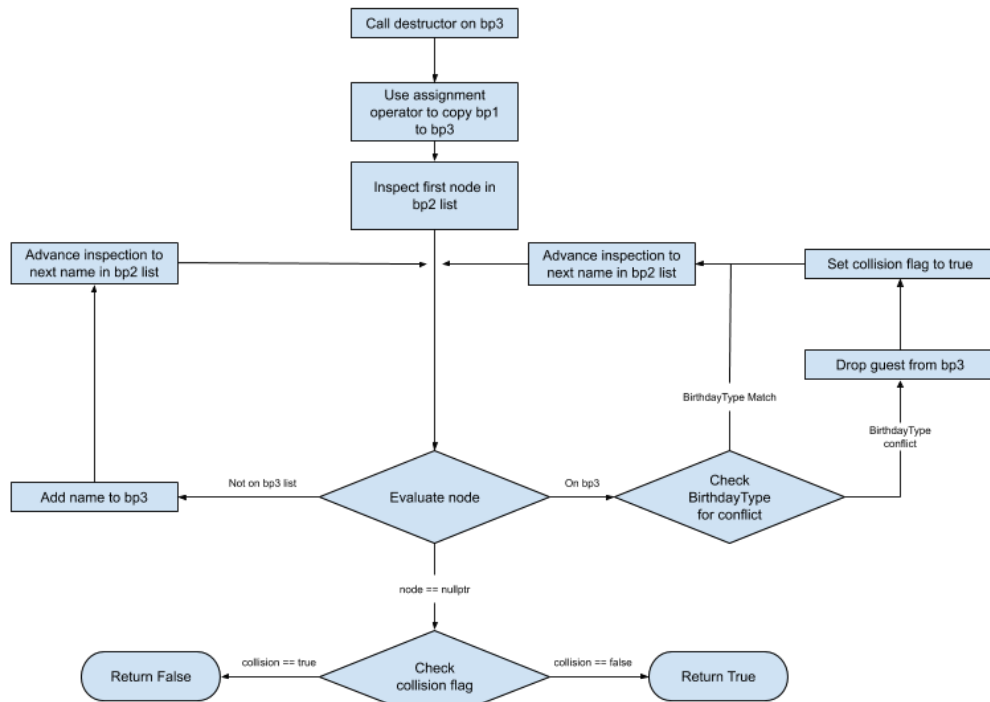 Call destructor on bp3
Use assignment
operator to copy bp1
to bp3
Inspect first node in
bp2 list
Advance inspection to
next name in bp2 list
Advance inspection to
next name in bp2 list
Set collision flag to true
Drop guest from bp3
BirthdayType Match
BirthdayType
conflict
Add name to bp3
Not on bp3 list
Evaluate node
On bp3
Check
BirthdayType
for conflict
node == nullptr
Return False
collision == true
Check
collision flag
collision == false
Return True